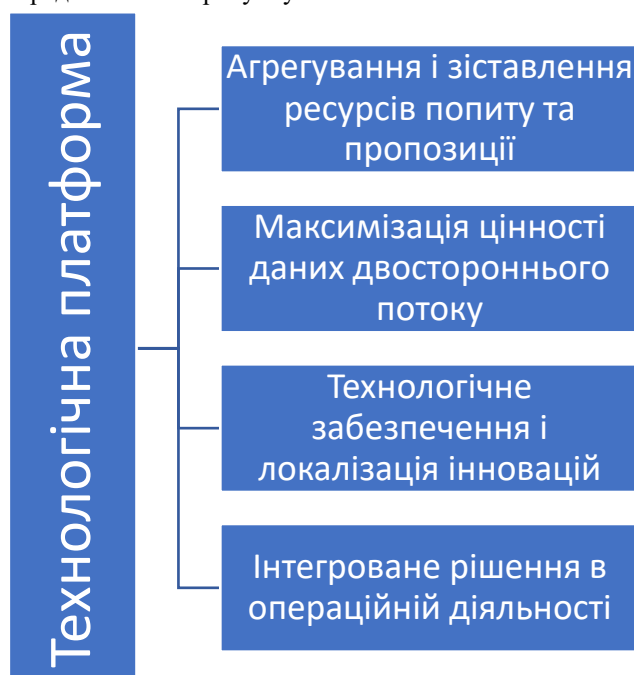 Технологічна платформа
Агрегування і зіставлення
ресурсів попиту та
пропозиції
Максимізація цінності
даних двостороннього
потоку
Технологічне
забезпечення і
локалізація інновацій
Інтегроване рішення в
операційній діяльності